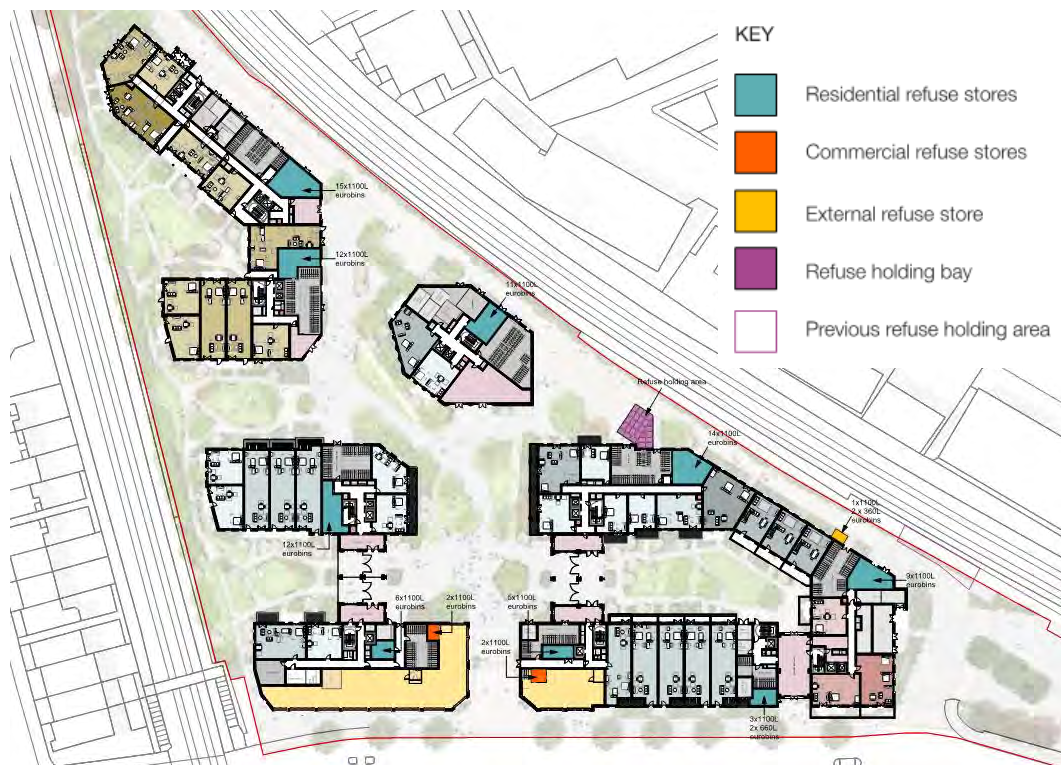 KEY
Residential refuse stores
Commercial refuse stores
External refuse store
Refuse holding bay
Previous refuse holding area
15x1100L
eurobins
12x1100L
eurobins
11x1100L
eurobins
Refuse holding area
14x1100L
eurobins
1x1100L
2 x 360L
eurobins
12x1100L
eurobins
9x1100L
eurobins
6x1100L
eurobins
2x1100L
eurobins
5x1100L
eurobins
2x1100L
eurobins
3x1100L
2x 660L
eurobins